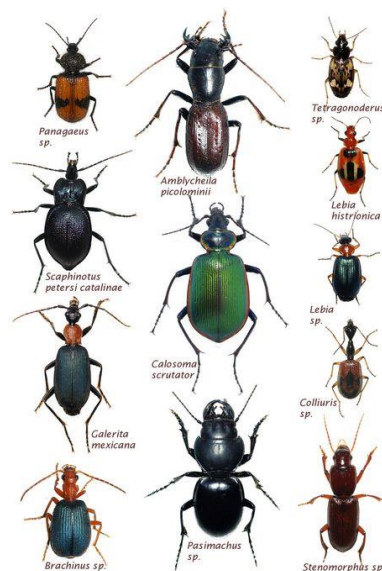 Panagaeus
sp.
Amblycheila
picolominii
Tetragonoderus
sp.
Lebia
histrionica
Scaphinotus
petersi catalinae
Lebia
sp.
Calosoma
scrutator
Colliuris
sp.
Galerita
mexicana
Brachinus sp.
Pasimachus
sp.
Stenomorphus sp